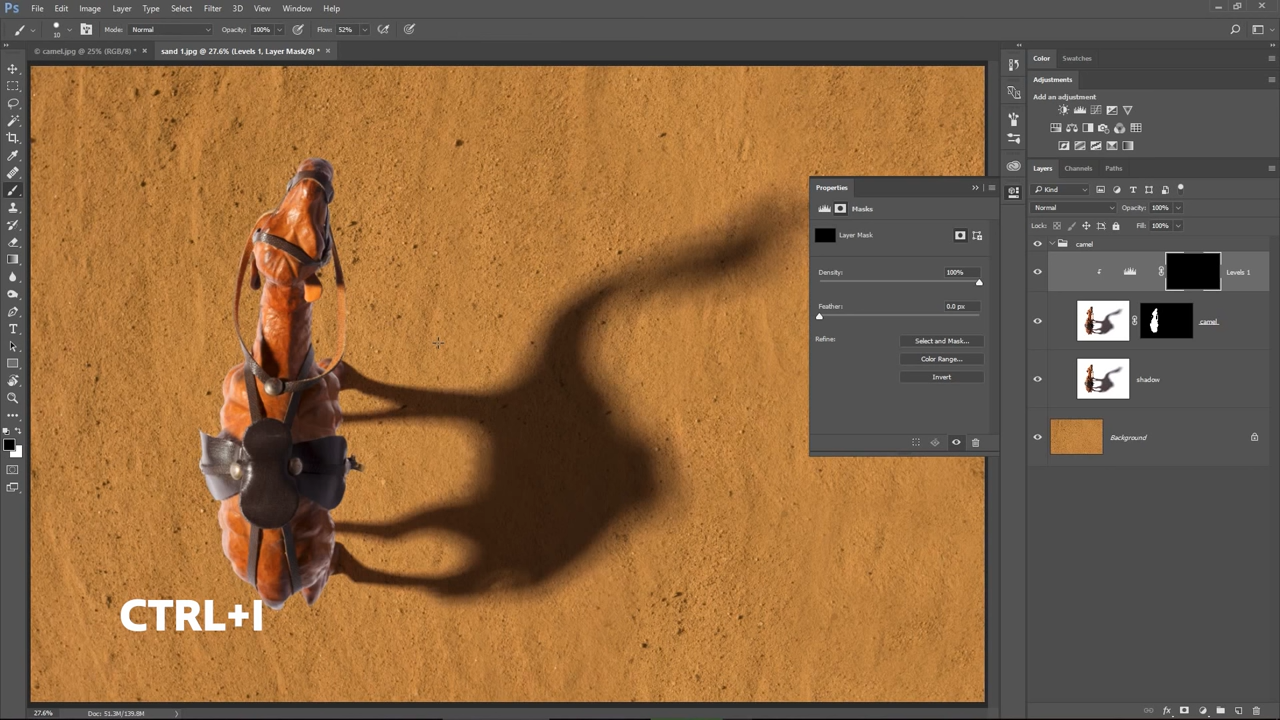 Ps File Edit Image Layer Type Select Filter 3D View Window Help
10 Mode: Normal Opacity: 100% Flow: 52%
© camel.jpg @ 25% (RGB/8) * × sand 1.jpg @ 27.6% (Levels 1, Layer Mask/8) * ×
Color Swatches
Adjustments
Add an adjustment
Layers Channels Paths
Kind
Normal Opacity: 100%
Lock: Fill: 100%
camel
Levels 1
camel
shadow
Background
Properties
Masks
Layer Mask
Density: 100%
Feather: 0.0 px
Refine: Select and Mask...
Color Range...
Invert
CTRL+I
27.6% Doc: 51.3M/139.8M